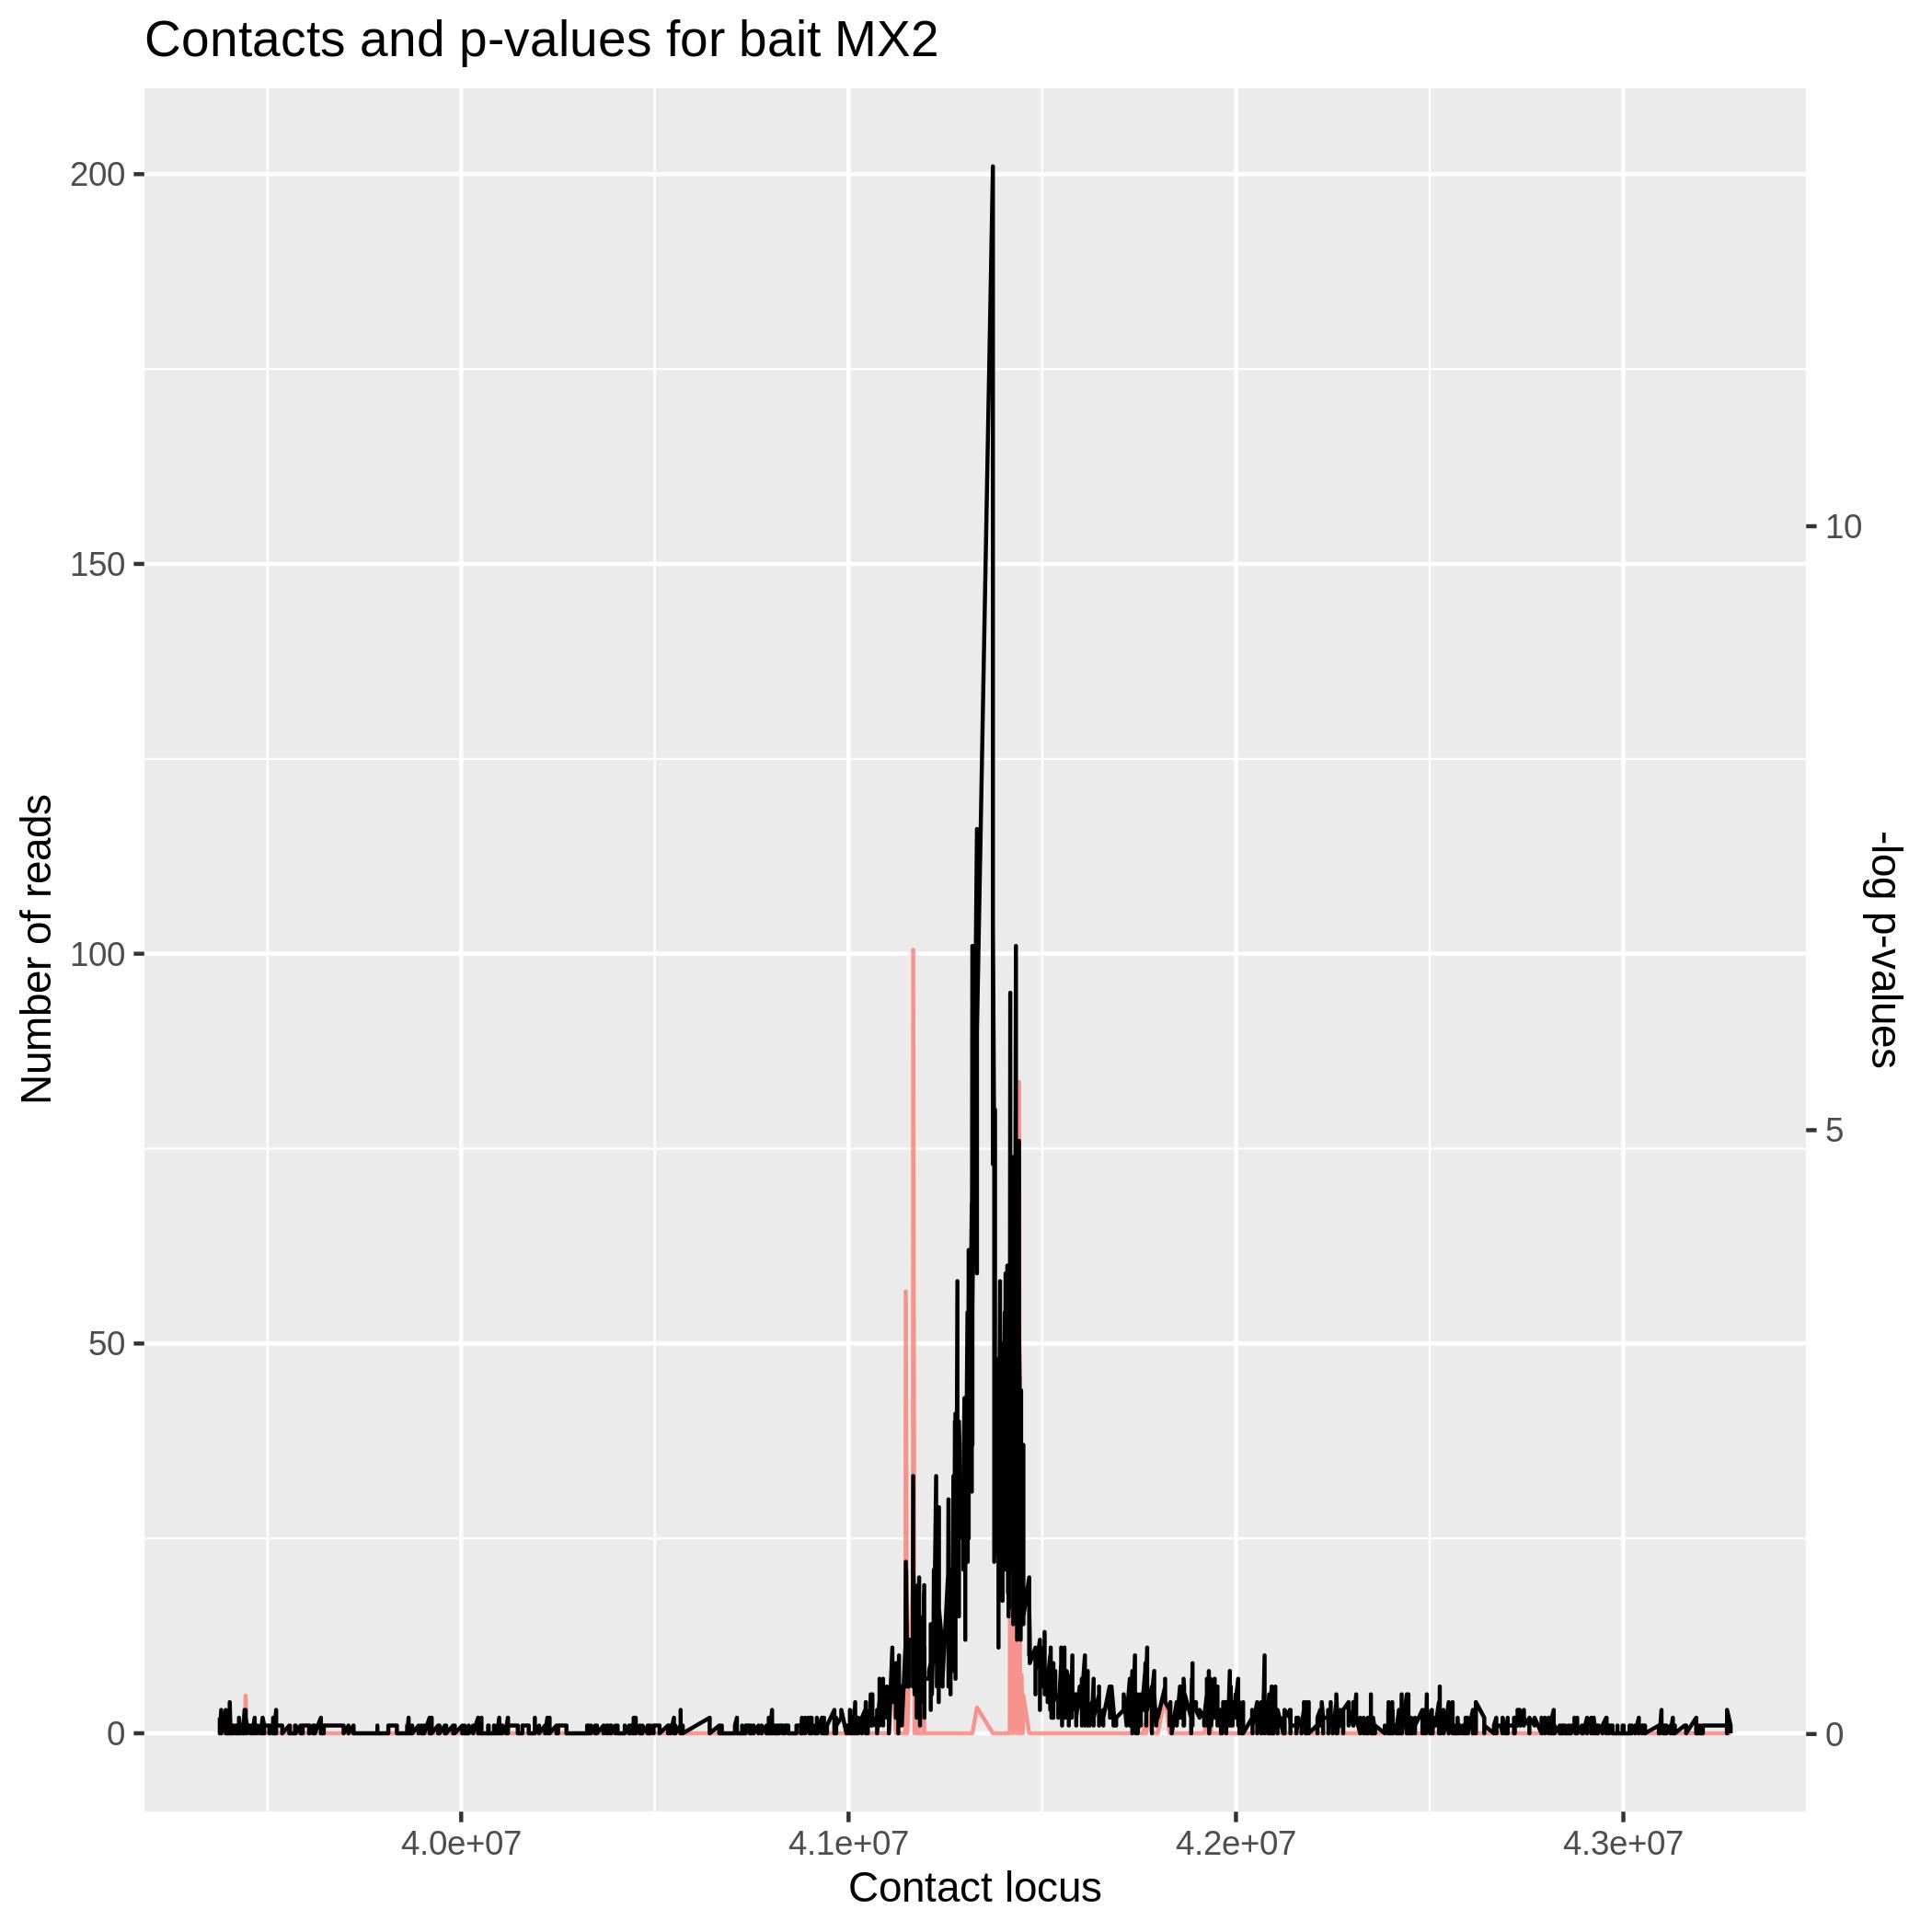 Contacts and p-values for bait MX2
200
150
100
50
0
Number of reads
10
5
0
-log p-values
4.0e+07
4.1e+07
4.2e+07
4.3e+07
Contact locus